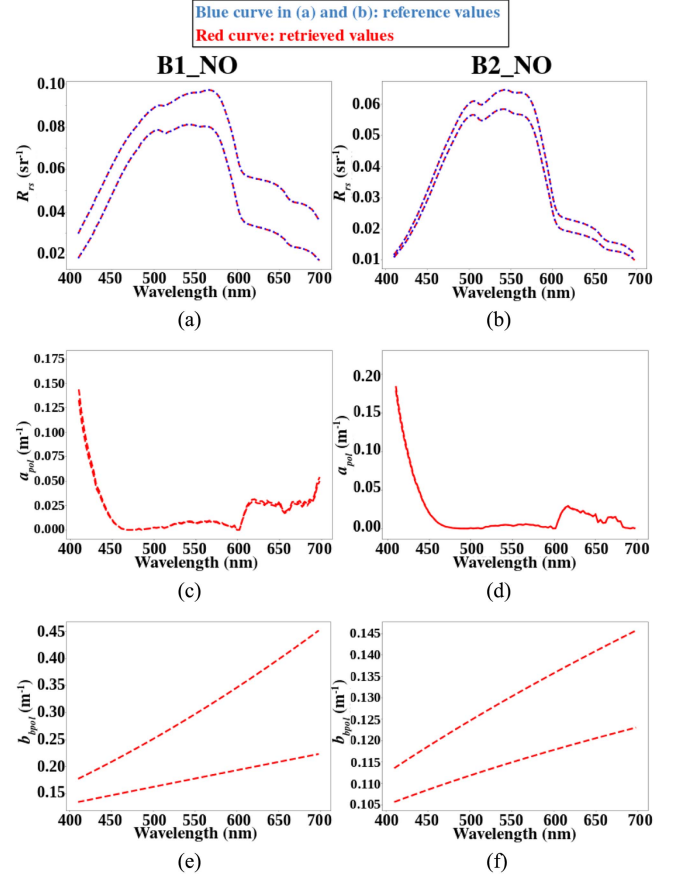 Blue curve in (a) and (b): reference values
Red curve: retrieved values
B1_NO
B2_NO
0.10
0.08
0.06
0.04
0.02
R_rs (sr⁻¹)
400 450 500 550 600 650 700
Wavelength (nm)
(a)
0.06
0.05
0.04
0.03
0.02
0.01
R_rs (sr⁻¹)
400 450 500 550 600 650 700
Wavelength (nm)
(b)
0.175
0.150
0.125
0.100
0.075
0.050
0.025
0.000
a_pol (m⁻¹)
400 450 500 550 600 650 700
Wavelength (nm)
(c)
0.20
0.15
0.10
0.05
0.00
a_pol (m⁻¹)
400 450 500 550 600 650 700
Wavelength (nm)
(d)
0.45
0.40
0.35
0.30
0.25
0.20
0.15
b_bpol (m⁻¹)
400 450 500 550 600 650 700
Wavelength (nm)
(e)
0.145
0.140
0.135
0.130
0.125
0.120
0.115
0.110
0.105
b_bpol (m⁻¹)
400 450 500 550 600 650 700
Wavelength (nm)
(f)